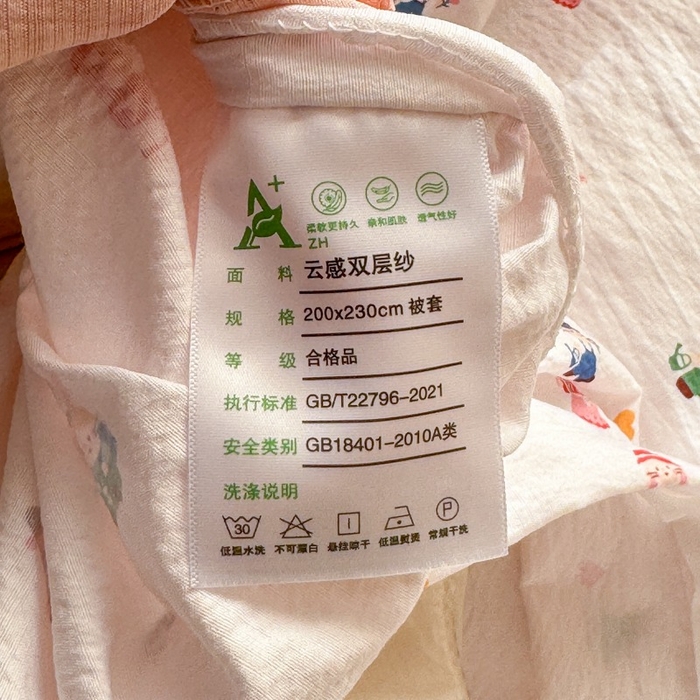 A+
ZH
柔软更持久 亲和肌肤 透气性好
面 料 云感双层纱
规 格 200x230cm 被套
等 级 合格品
执行标准 GB/T22796-2021
安全类别 GB18401-2010A类
洗涤说明
30 P
低温水洗 不可漂白 悬挂晾干 低温熨烫 常规干洗